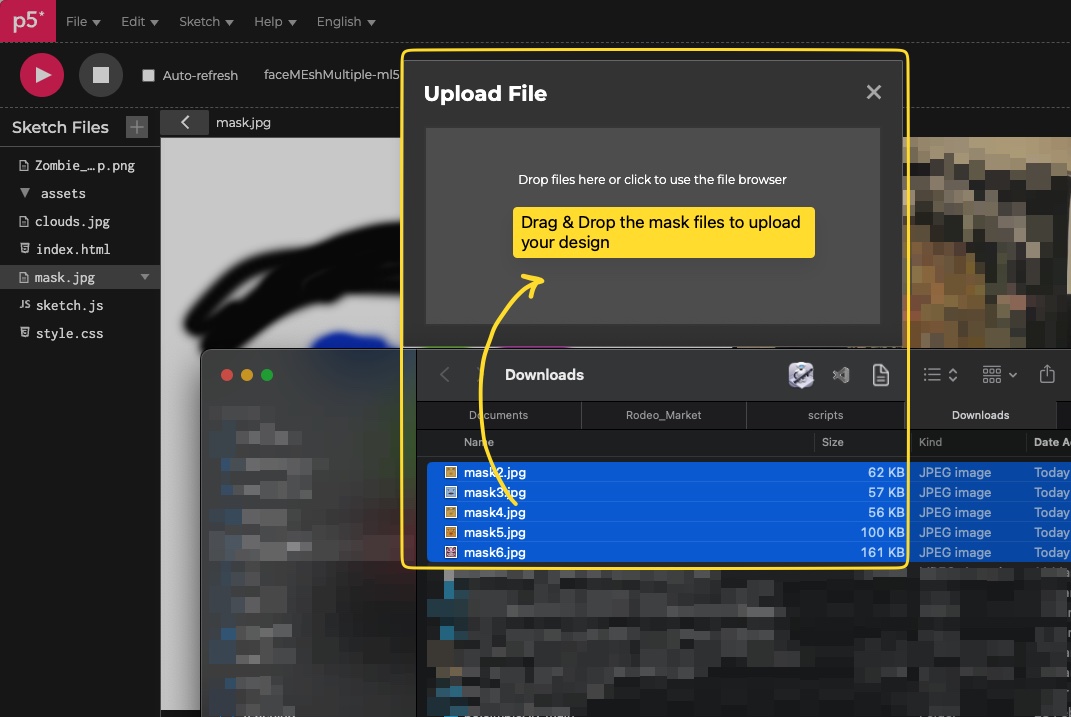 p5*
File Edit Sketch Help English
Auto-refresh faceMEshMultiple-ml5
Sketch Files
mask.jpg
Zombie_…p.png
assets
clouds.jpg
index.html
mask.jpg
JS sketch.js
style.css
Upload File
Drop files here or click to use the file browser
Drag & Drop the mask files to upload
your design
Downloads
Documents Rodeo_Market scripts Downloads
Name Size Kind Date A
mask2.jpg 62 KB JPEG image Today
mask3.jpg 57 KB JPEG image Today
mask4.jpg 56 KB JPEG image Today
mask5.jpg 100 KB JPEG image Today
mask6.jpg 161 KB JPEG image Today